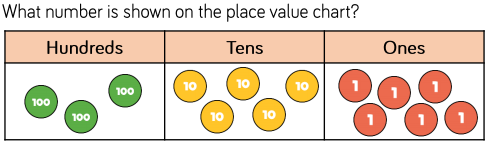 What number is shown on the place value chart?
Hundreds Tens Ones
100 100 100 10 10 10 10 10 1 1 1 1 1 1